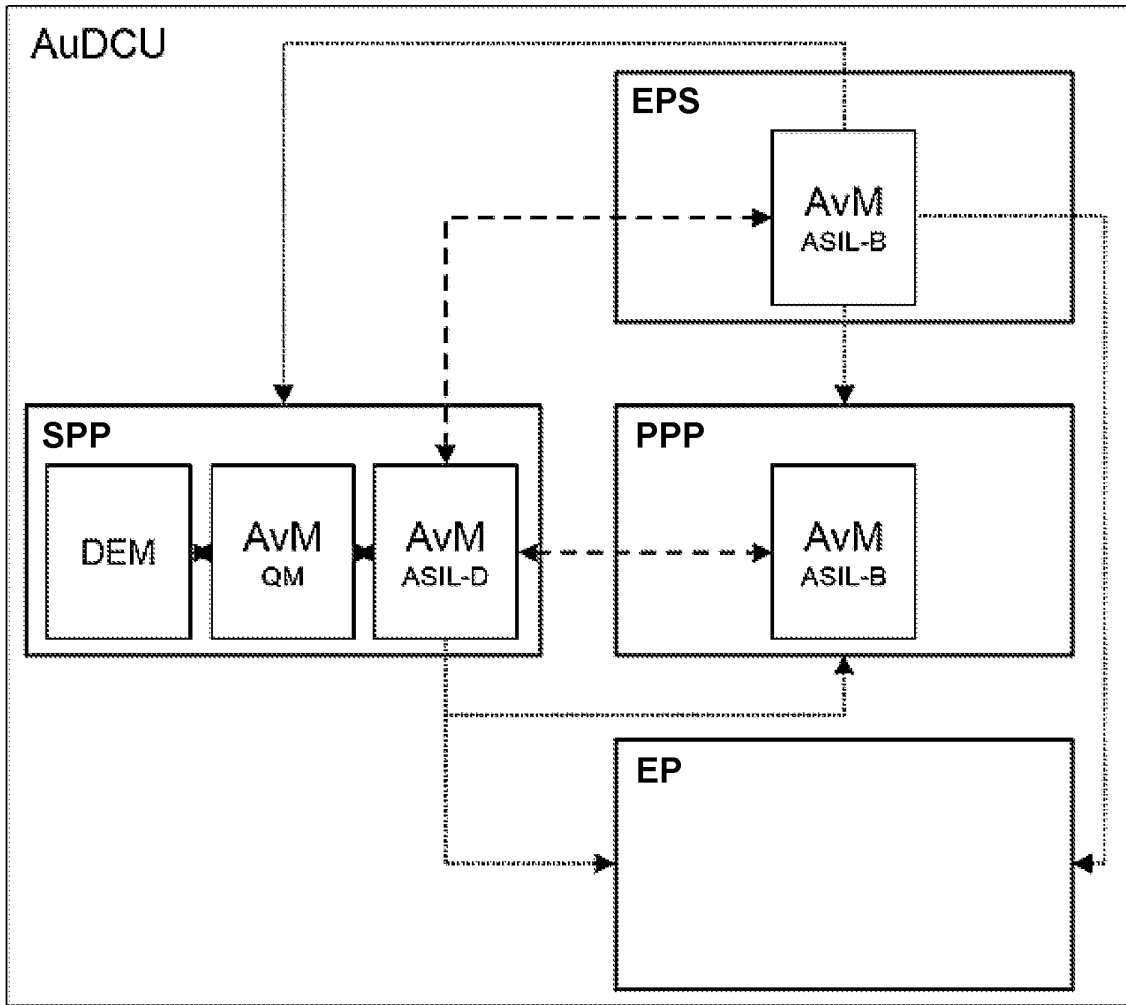 AuDCU
EPS
AvM
ASIL-B
SPP
DEM
AvM
QM
AvM
ASIL-D
PPP
AvM
ASIL-B
EP